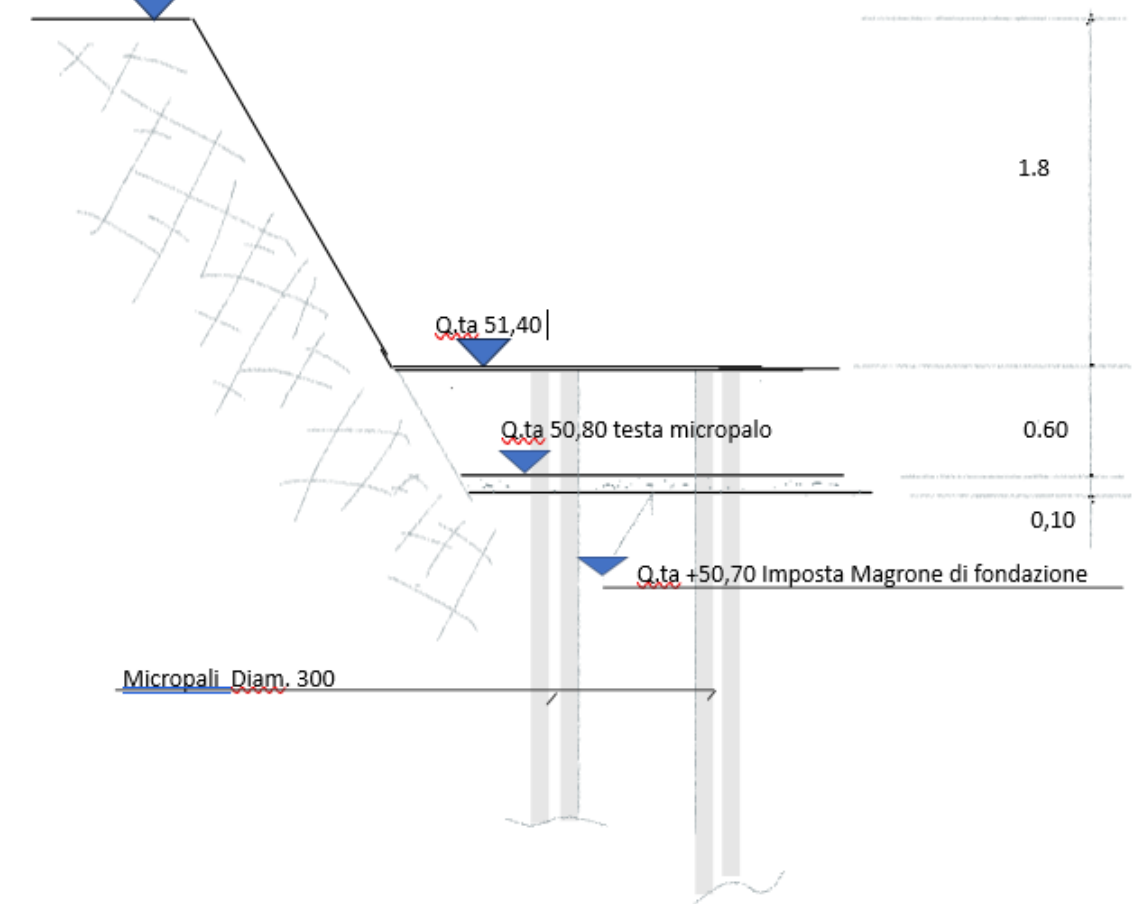 1.8
Q.ta 51,40
Q.ta 50,80 testa micropalo
0.60
0,10
Q.ta +50,70 Imposta Magrone di fondazione
Micropali Diam. 300